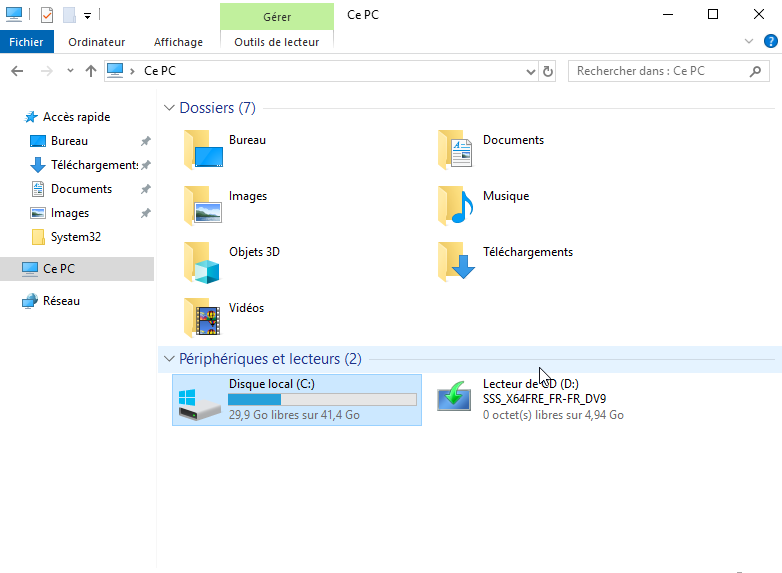 Gérer
Ce PC
Fichier
Ordinateur
Affichage
Outils de lecteur
Ce PC
Rechercher dans : Ce PC
Accès rapide
Bureau
Téléchargements
Documents
Images
System32
Ce PC
Réseau
Dossiers (7)
Bureau
Documents
Images
Musique
Objets 3D
Téléchargements
Vidéos
Périphériques et lecteurs (2)
Disque local (C:)
29,9 Go libres sur 41,4 Go
Lecteur de CD (D:)
SSS_X64FRE_FR-FR_DV9
0 octet(s) libres sur 4,94 Go